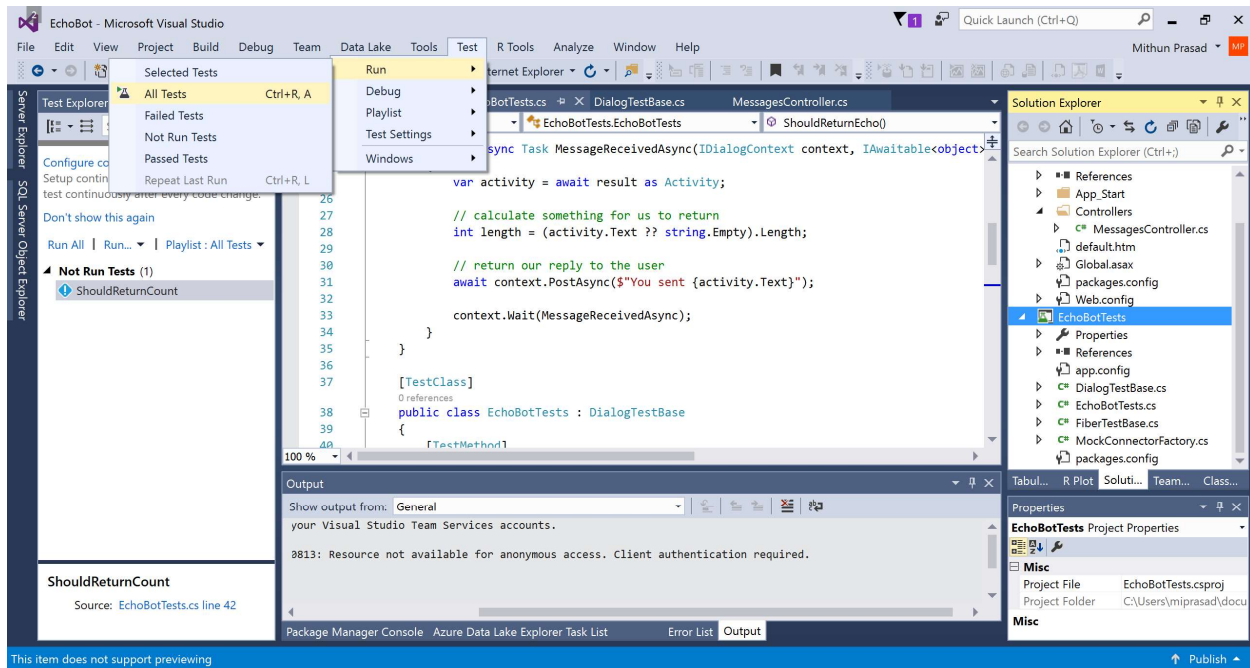 EchoBot - Microsoft Visual Studio
1
Quick Launch (Ctrl+Q)
File Edit View Project Build Debug Team Data Lake Tools Test R Tools Analyze Window Help
Mithun Prasad
MP
Selected Tests
All Tests Ctrl+R, A
Failed Tests
Not Run Tests
Passed Tests
Repeat Last Run Ctrl+R, L
Run
Debug
Playlist
Test Settings
Windows
ternet Explorer
Server Explorer
SQL Server Object Explorer
Test Explorer
Configure co
Setup contin
test continuously after every code change.
Don't show this again
Run All | Run... | Playlist : All Tests
Not Run Tests (1)
ShouldReturnCount
ShouldReturnCount
Source: EchoBotTests.cs line 42
oBotTests.cs DialogTestBase.cs MessagesController.cs
EchoBotTests.EchoBotTests ShouldReturnEcho()
sync Task MessageReceivedAsync(IDialogContext context, IAwaitable<object>
var activity = await result as Activity;
26
27 // calculate something for us to return
28 int length = (activity.Text ?? string.Empty).Length;
29
30 // return our reply to the user
31 await context.PostAsync($"You sent {activity.Text}");
32
33 context.Wait(MessageReceivedAsync);
34 }
35 }
36
37 [TestClass]
0 references
38 public class EchoBotTests : DialogTestBase
39 {
40 [TestMethod]
100 %
Output
Show output from: General
your Visual Studio Team Services accounts.
0813: Resource not available for anonymous access. Client authentication required.
Package Manager Console Azure Data Lake Explorer Task List Error List Output
Solution Explorer
Search Solution Explorer (Ctrl+;)
References
App_Start
Controllers
C# MessagesController.cs
default.htm
Global.asax
packages.config
Web.config
EchoBotTests
Properties
References
app.config
C# DialogTestBase.cs
C# EchoBotTests.cs
C# FiberTestBase.cs
C# MockConnectorFactory.cs
packages.config
Tabul... R Plot Soluti... Team... Class...
Properties
EchoBotTests Project Properties
Misc
Project File EchoBotTests.csproj
Project Folder C:\Users\miprasad\docu
Misc
This item does not support previewing
Publish